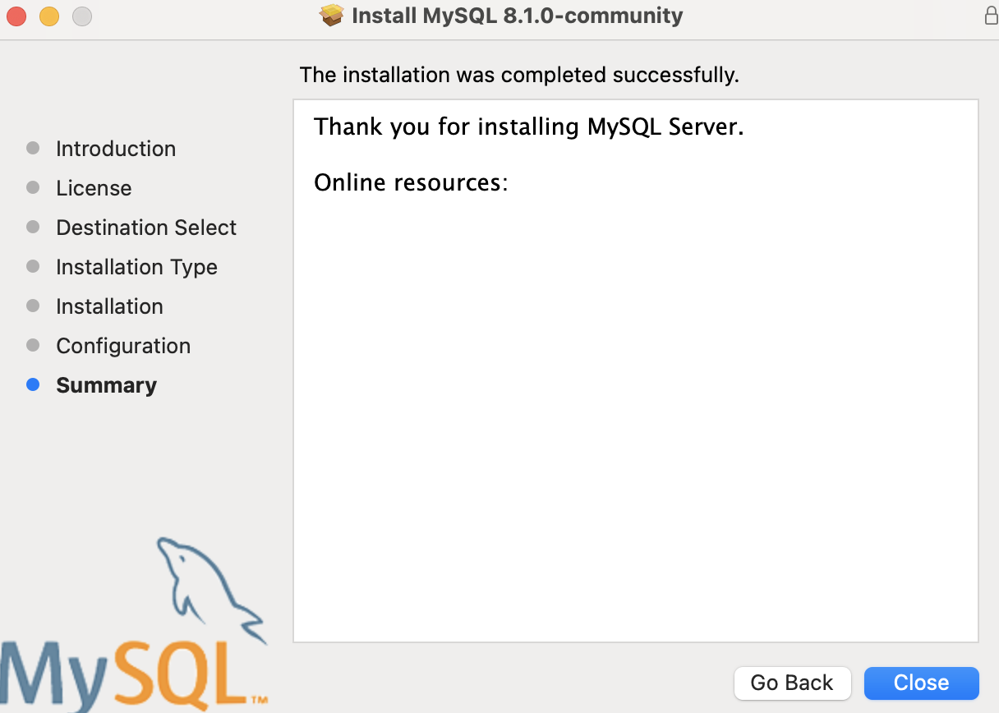 Install MySQL 8.1.0-community
The installation was completed successfully.
Introduction
License
Destination Select
Installation Type
Installation
Configuration
Summary
Thank you for installing MySQL Server.
Online resources:
MySQL™
Go Back
Close